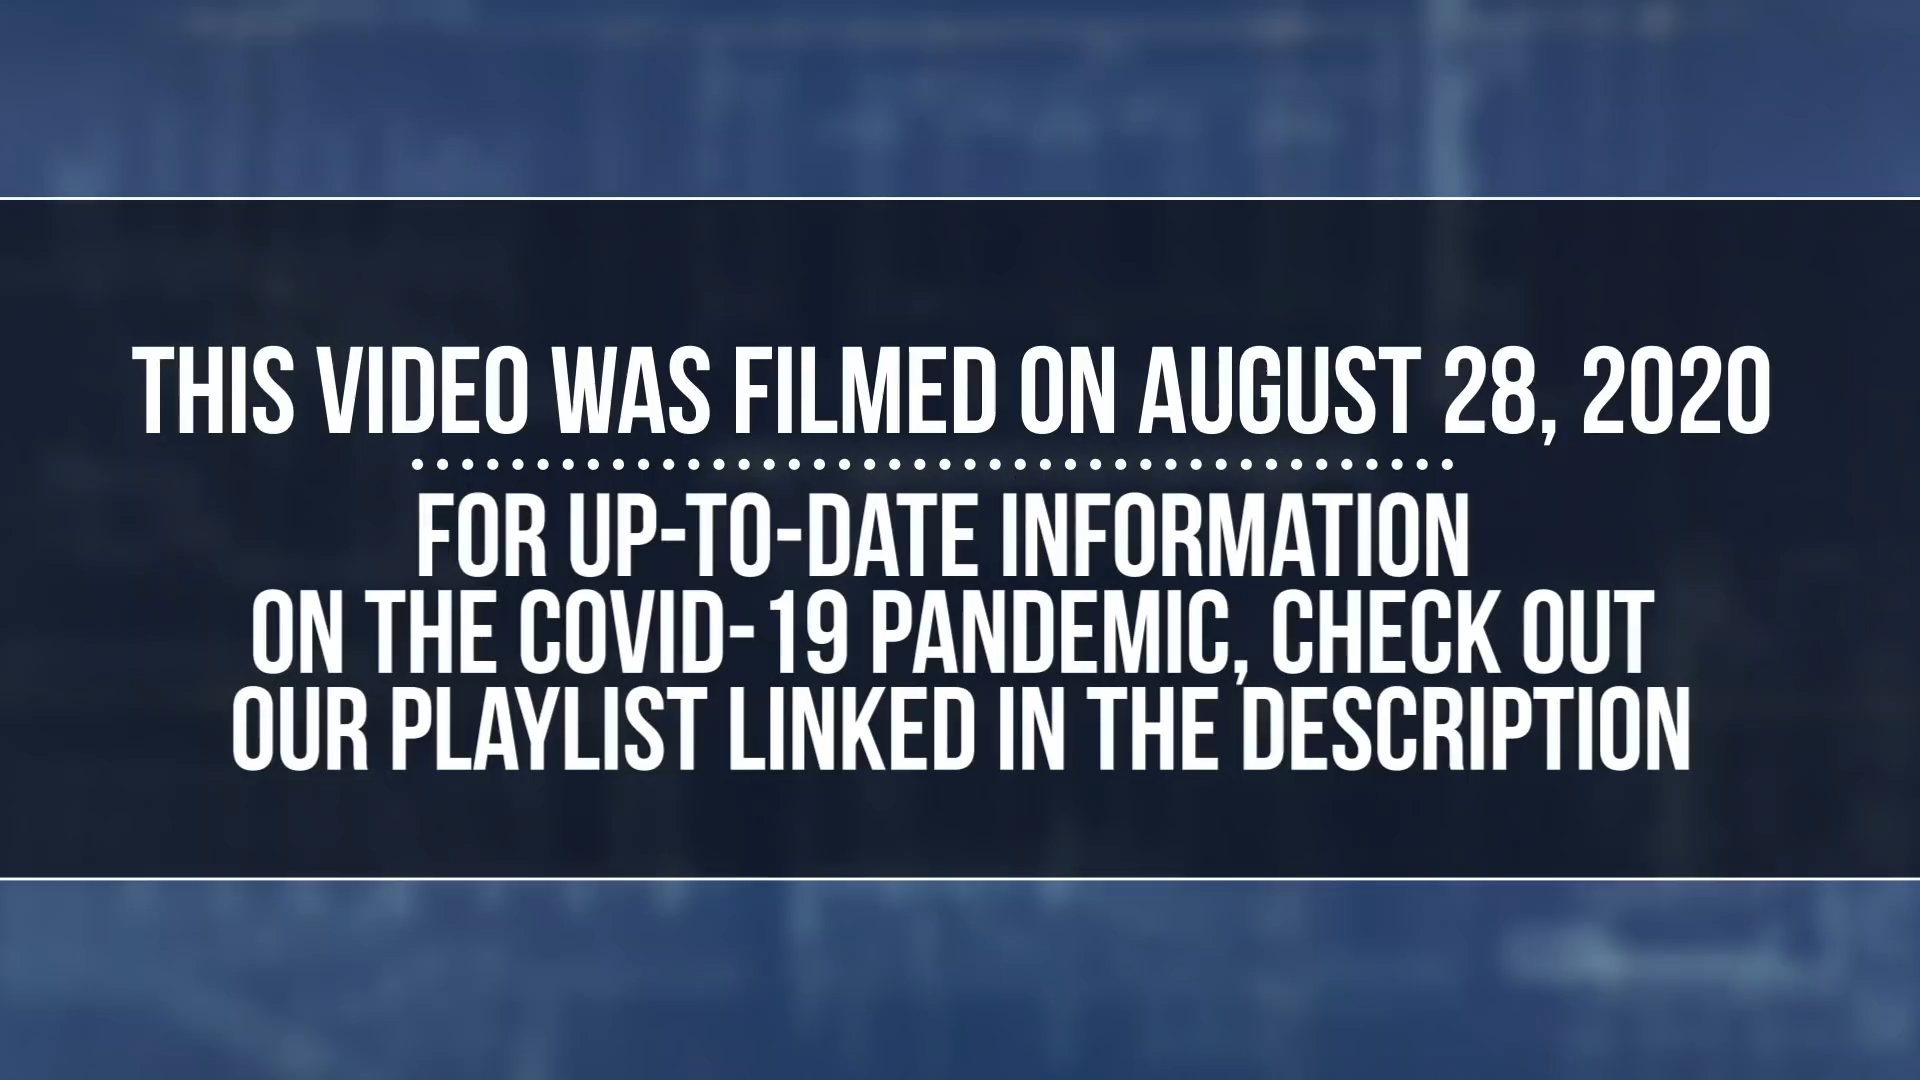 THIS VIDEO WAS FILMED ON AUGUST 28, 2020
FOR UP-TO-DATE INFORMATION
ON THE COVID-19 PANDEMIC, CHECK OUT
OUR PLAYLIST LINKED IN THE DESCRIPTION